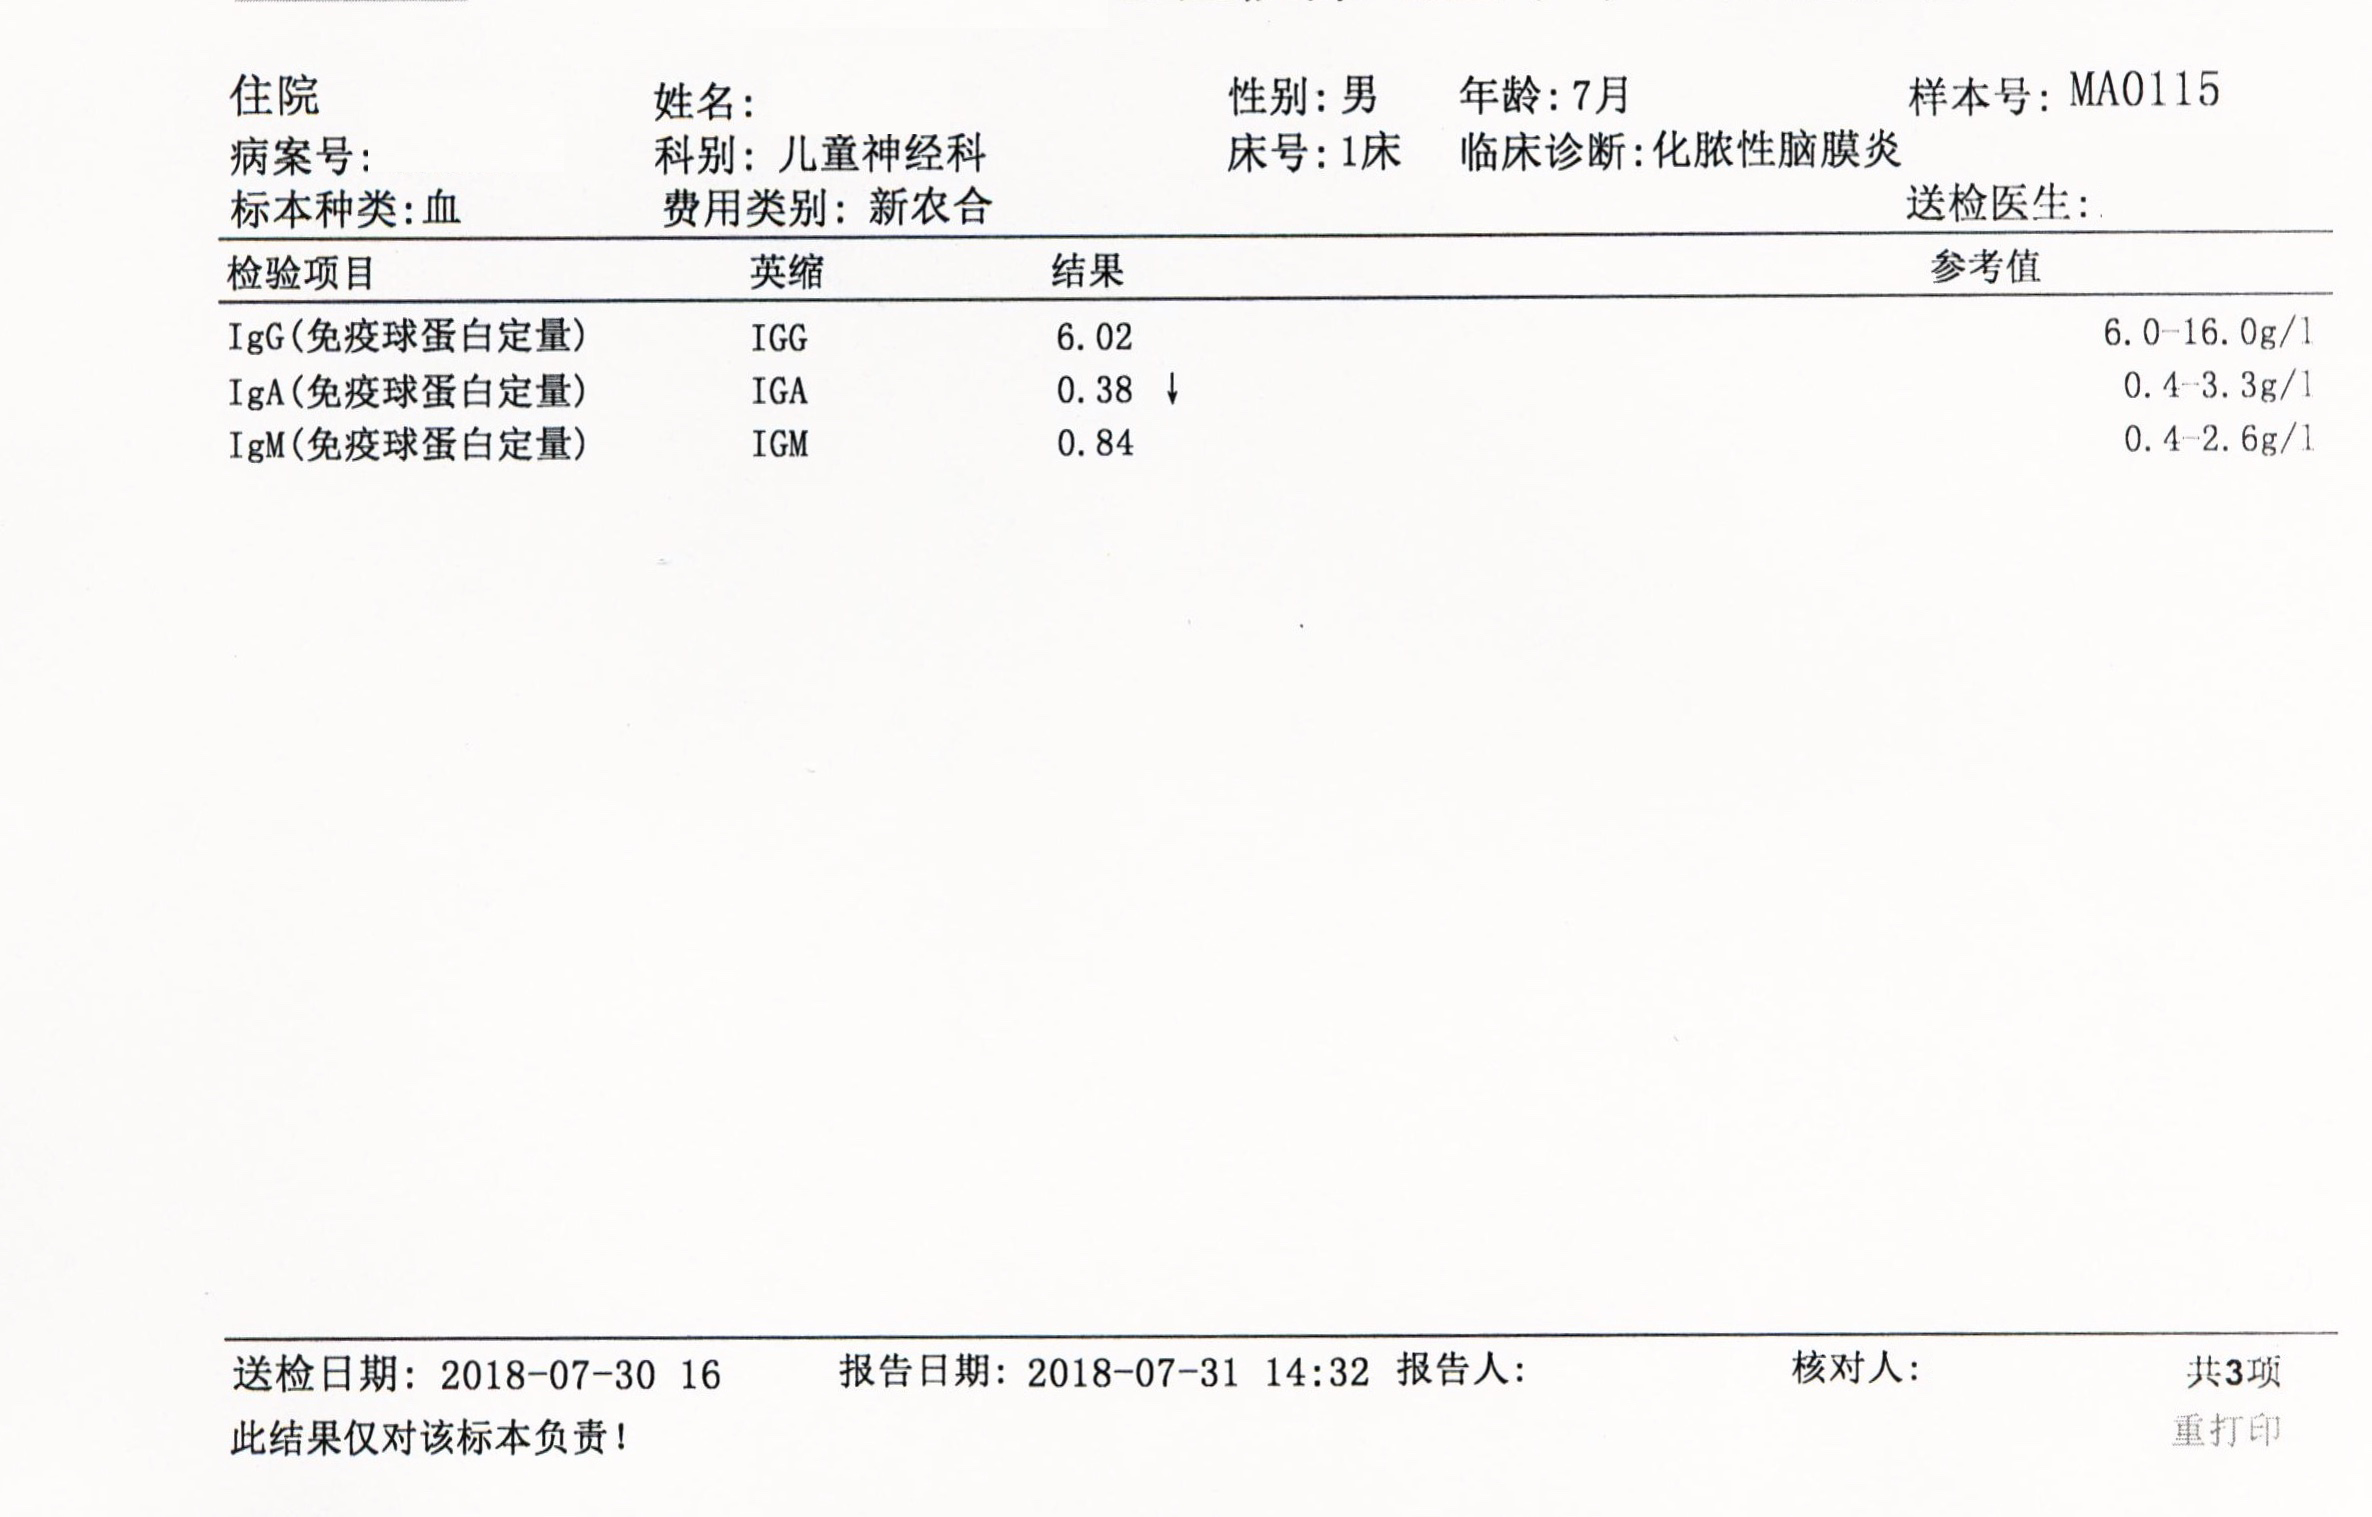 住院 姓名: 性别:男 年龄:7月 样本号: MA0115
病案号: 科别: 儿童神经科 床号:1床 临床诊断:化脓性脑膜炎
标本种类:血 费用类别: 新农合 送检医生:
检验项目 英缩 结果 参考值
IgG(免疫球蛋白定量) IGG 6.02 6.0-16.0g/l
IgA(免疫球蛋白定量) IGA 0.38 ↓ 0.4-3.3g/l
IgM(免疫球蛋白定量) IGM 0.84 0.4-2.6g/l
送检日期: 2018-07-30 16 报告日期: 2018-07-31 14:32 报告人: 核对人: 共3项
此结果仅对该标本负责! 重打印